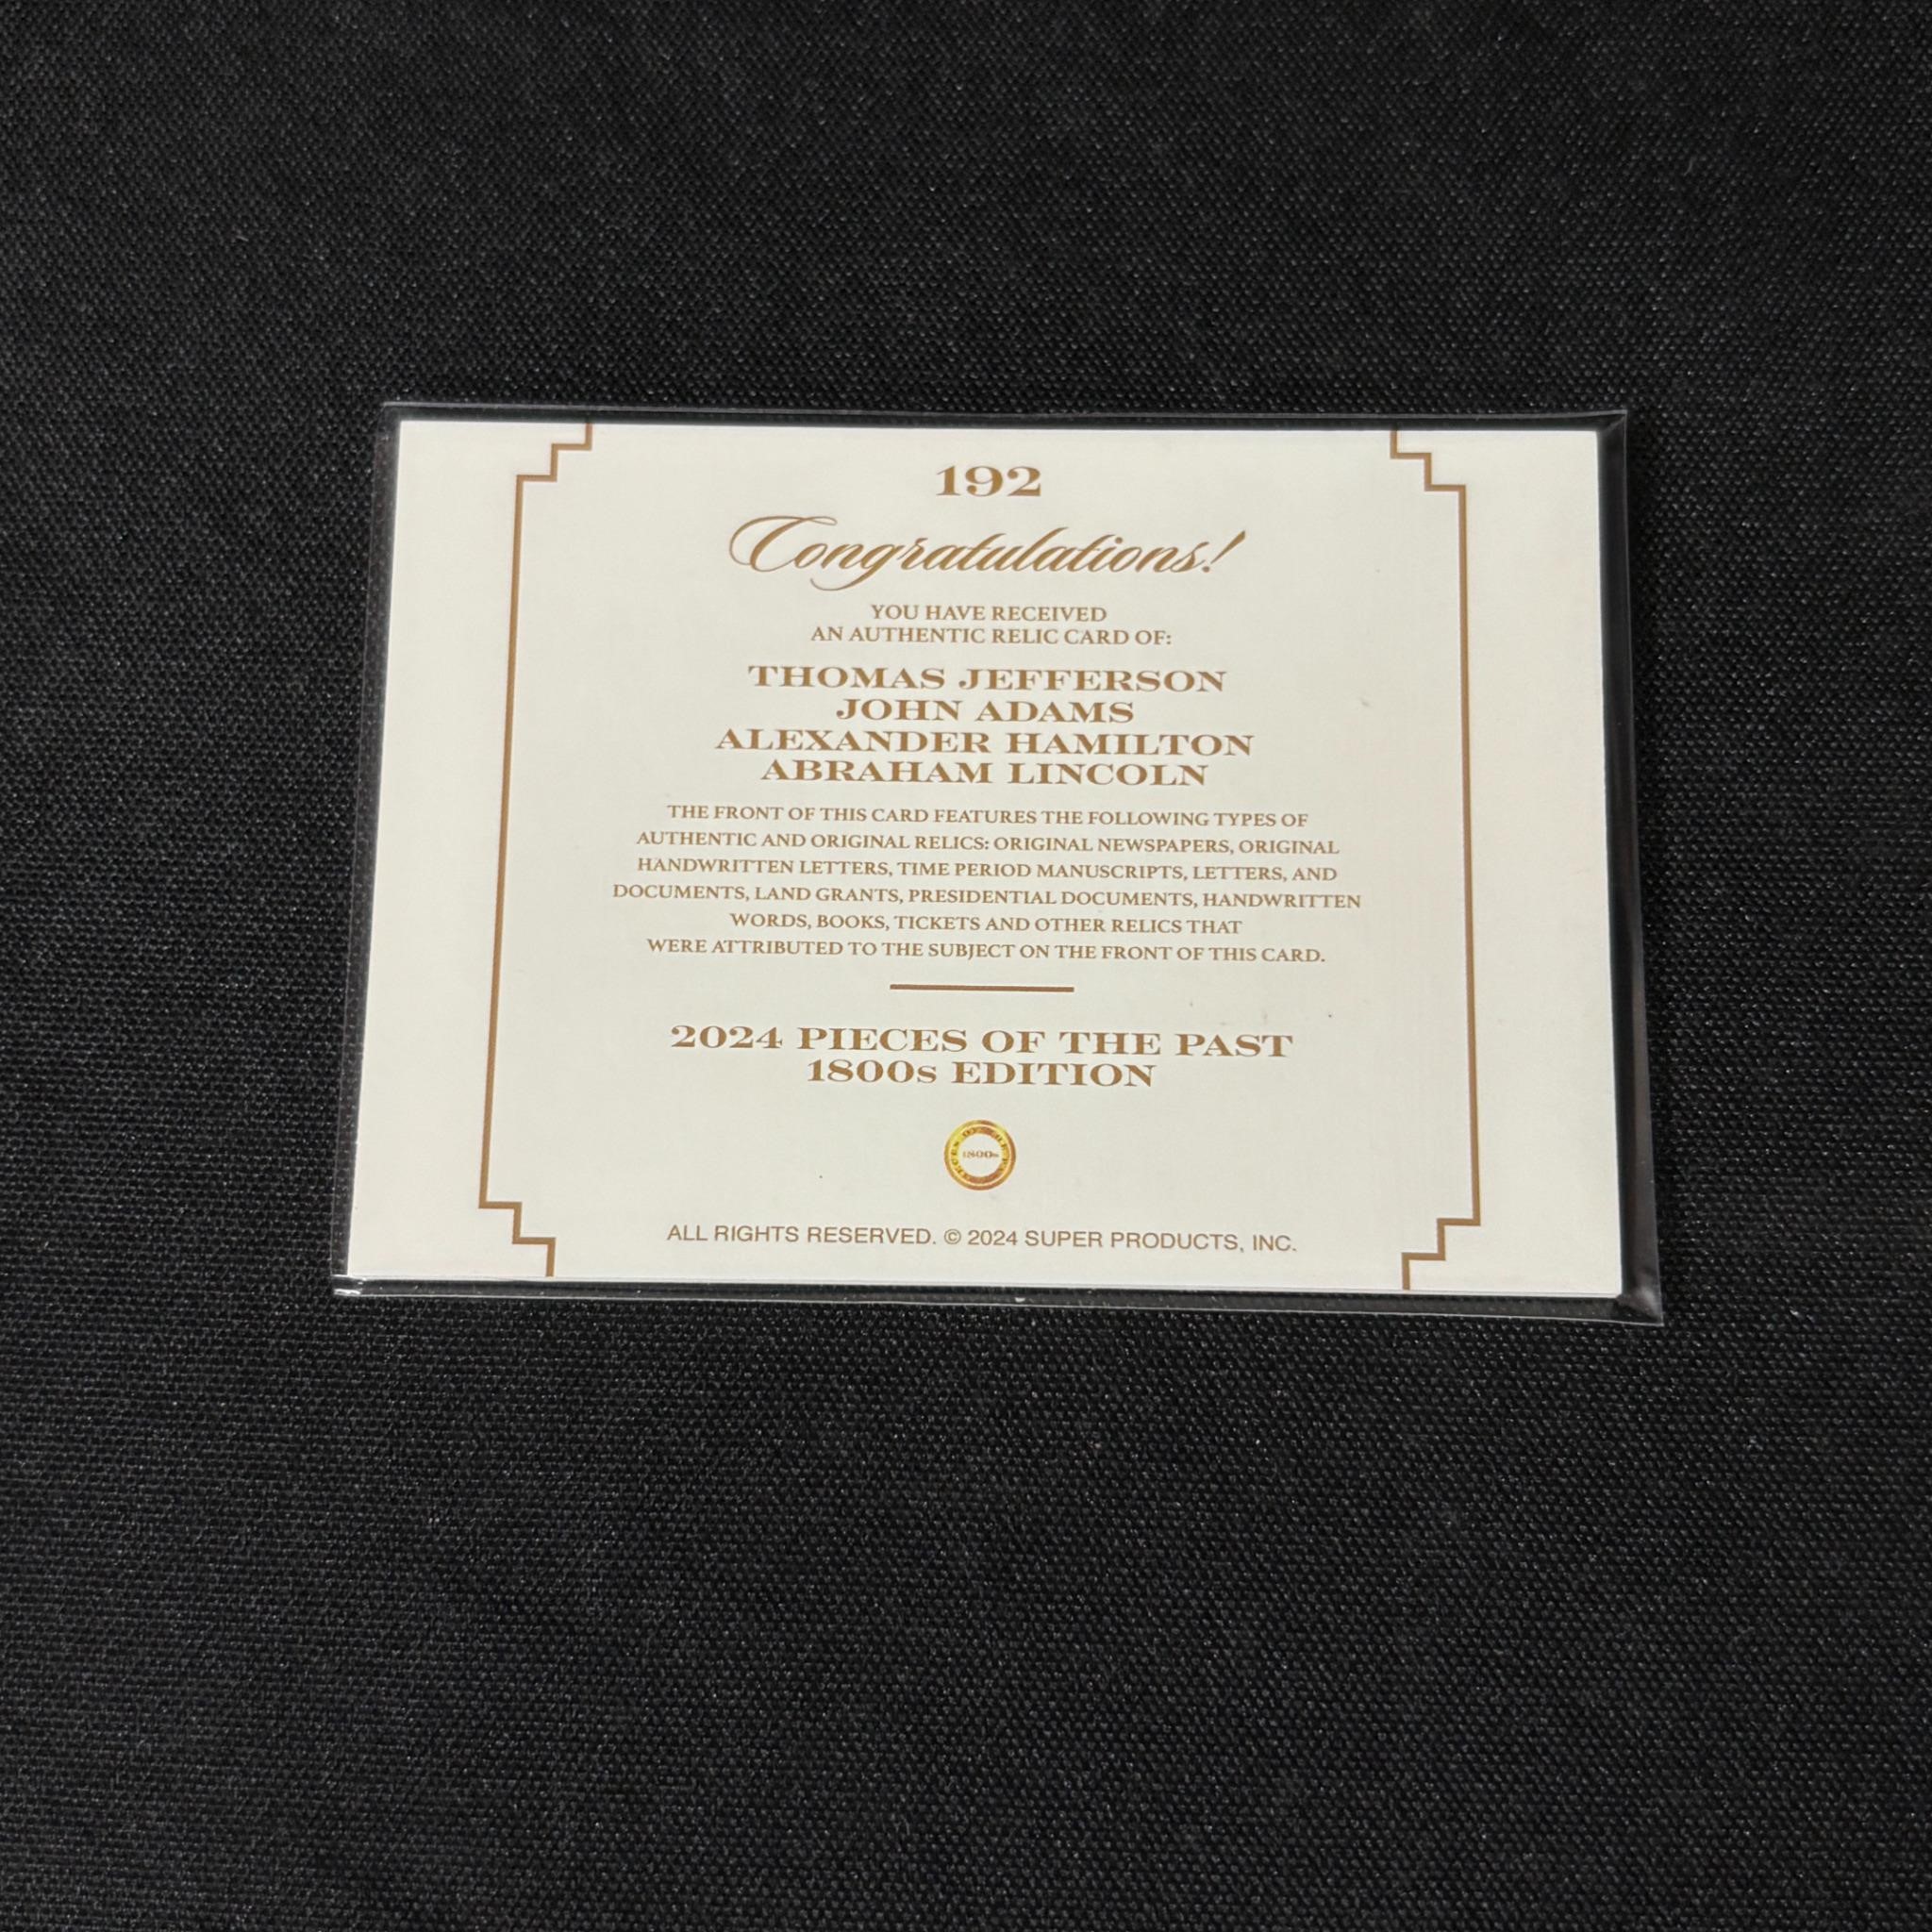 192
Congratulations!
YOU HAVE RECEIVED
AN AUTHENTIC RELIC CARD OF:
THOMAS JEFFERSON
JOHN ADAMS
ALEXANDER HAMILTON
ABRAHAM LINCOLN
THE FRONT OF THIS CARD FEATURES THE FOLLOWING TYPES OF
AUTHENTIC AND ORIGINAL RELICS: ORIGINAL NEWSPAPERS, ORIGINAL
HANDWRITTEN LETTERS, TIME PERIOD MANUSCRIPTS, LETTERS, AND
DOCUMENTS, LAND GRANTS, PRESIDENTIAL DOCUMENTS, HANDWRITTEN
WORDS, BOOKS, TICKETS AND OTHER RELICS THAT
WERE ATTRIBUTED TO THE SUBJECT ON THE FRONT OF THIS CARD.
2024 PIECES OF THE PAST
1800s EDITION
1800s
ALL RIGHTS RESERVED. © 2024 SUPER PRODUCTS, INC.